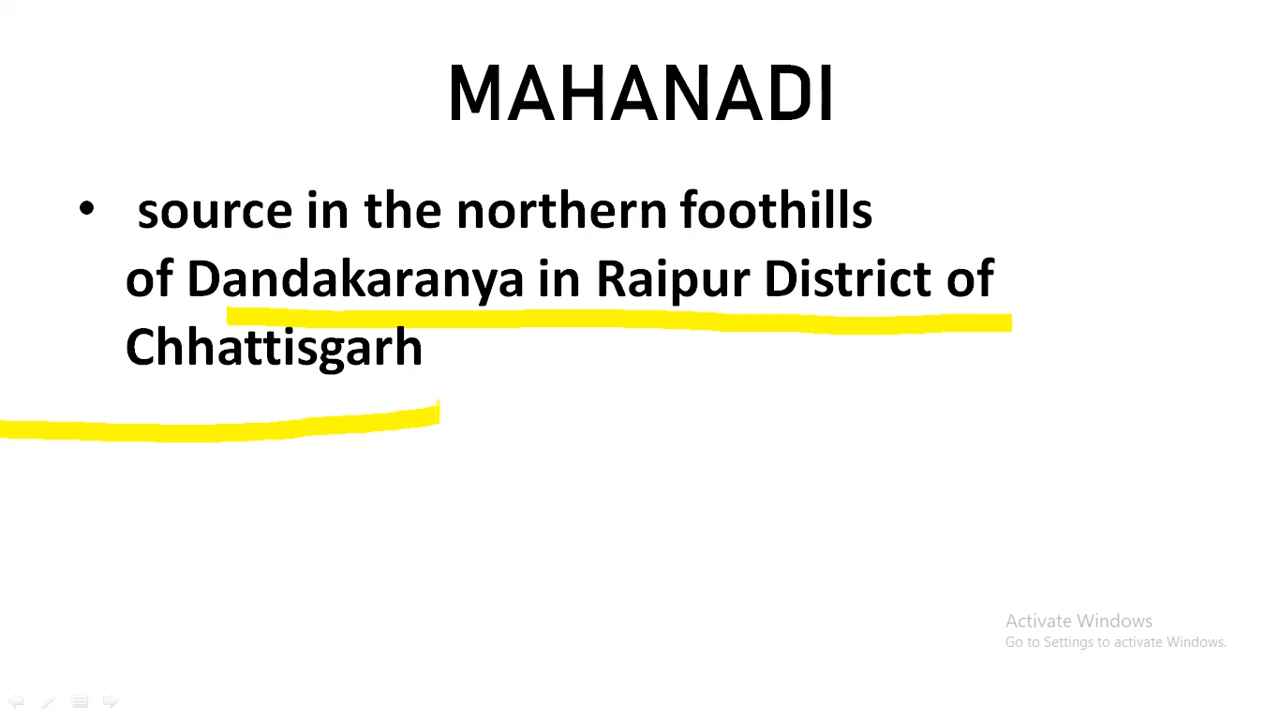 MAHANADI
• source in the northern foothills
of Dandakaranya in Raipur District of
Chhattisgarh
Activate Windows
Go to Settings to activate Windows.